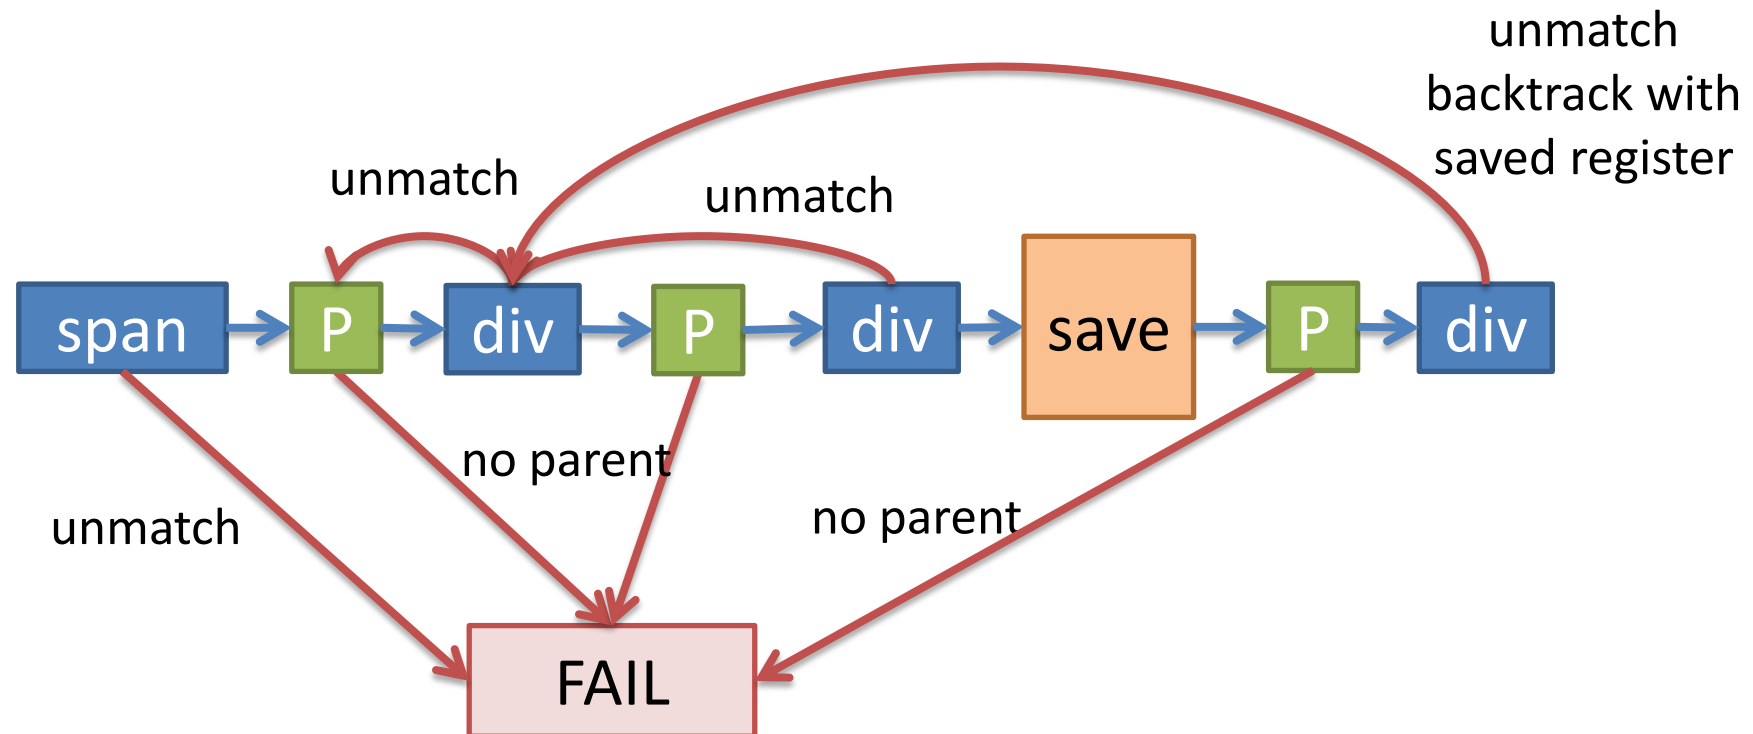 unmatch
backtrack with
saved register
unmatch
unmatch
span
P
div
P
div
save
P
div
no parent
no parent
unmatch
FAIL